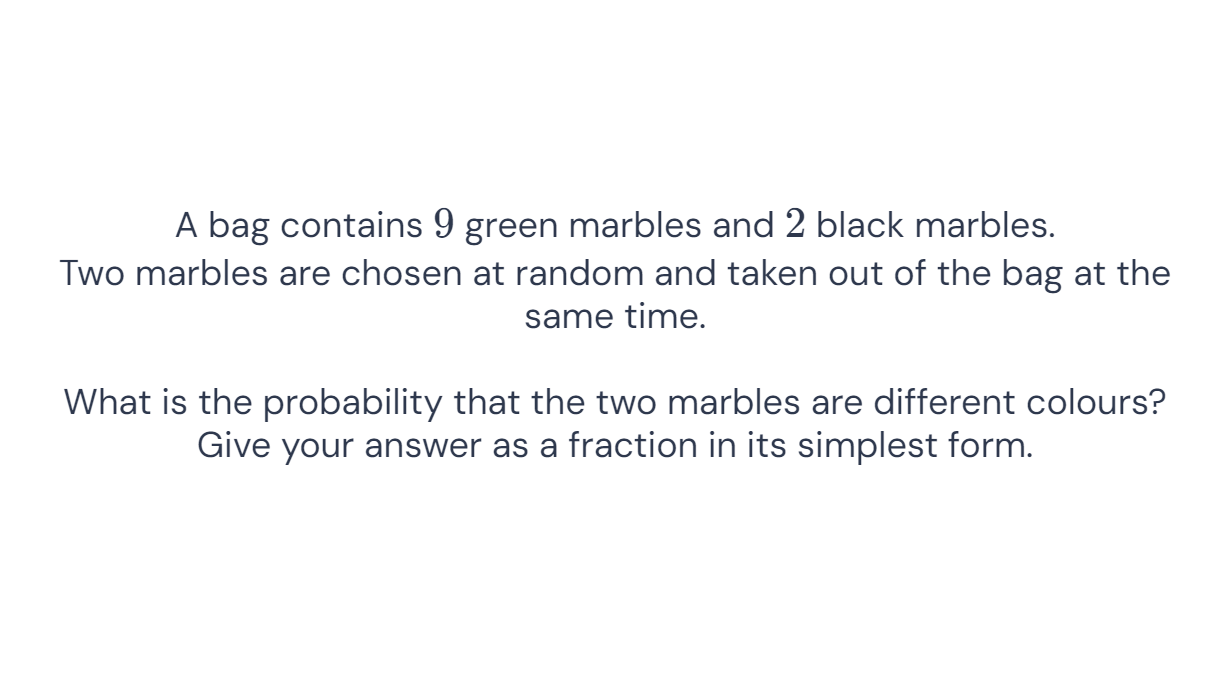 A bag contains 9 green marbles and 2 black marbles.
Two marbles are chosen at random and taken out of the bag at the
same time.
What is the probability that the two marbles are different colours?
Give your answer as a fraction in its simplest form.